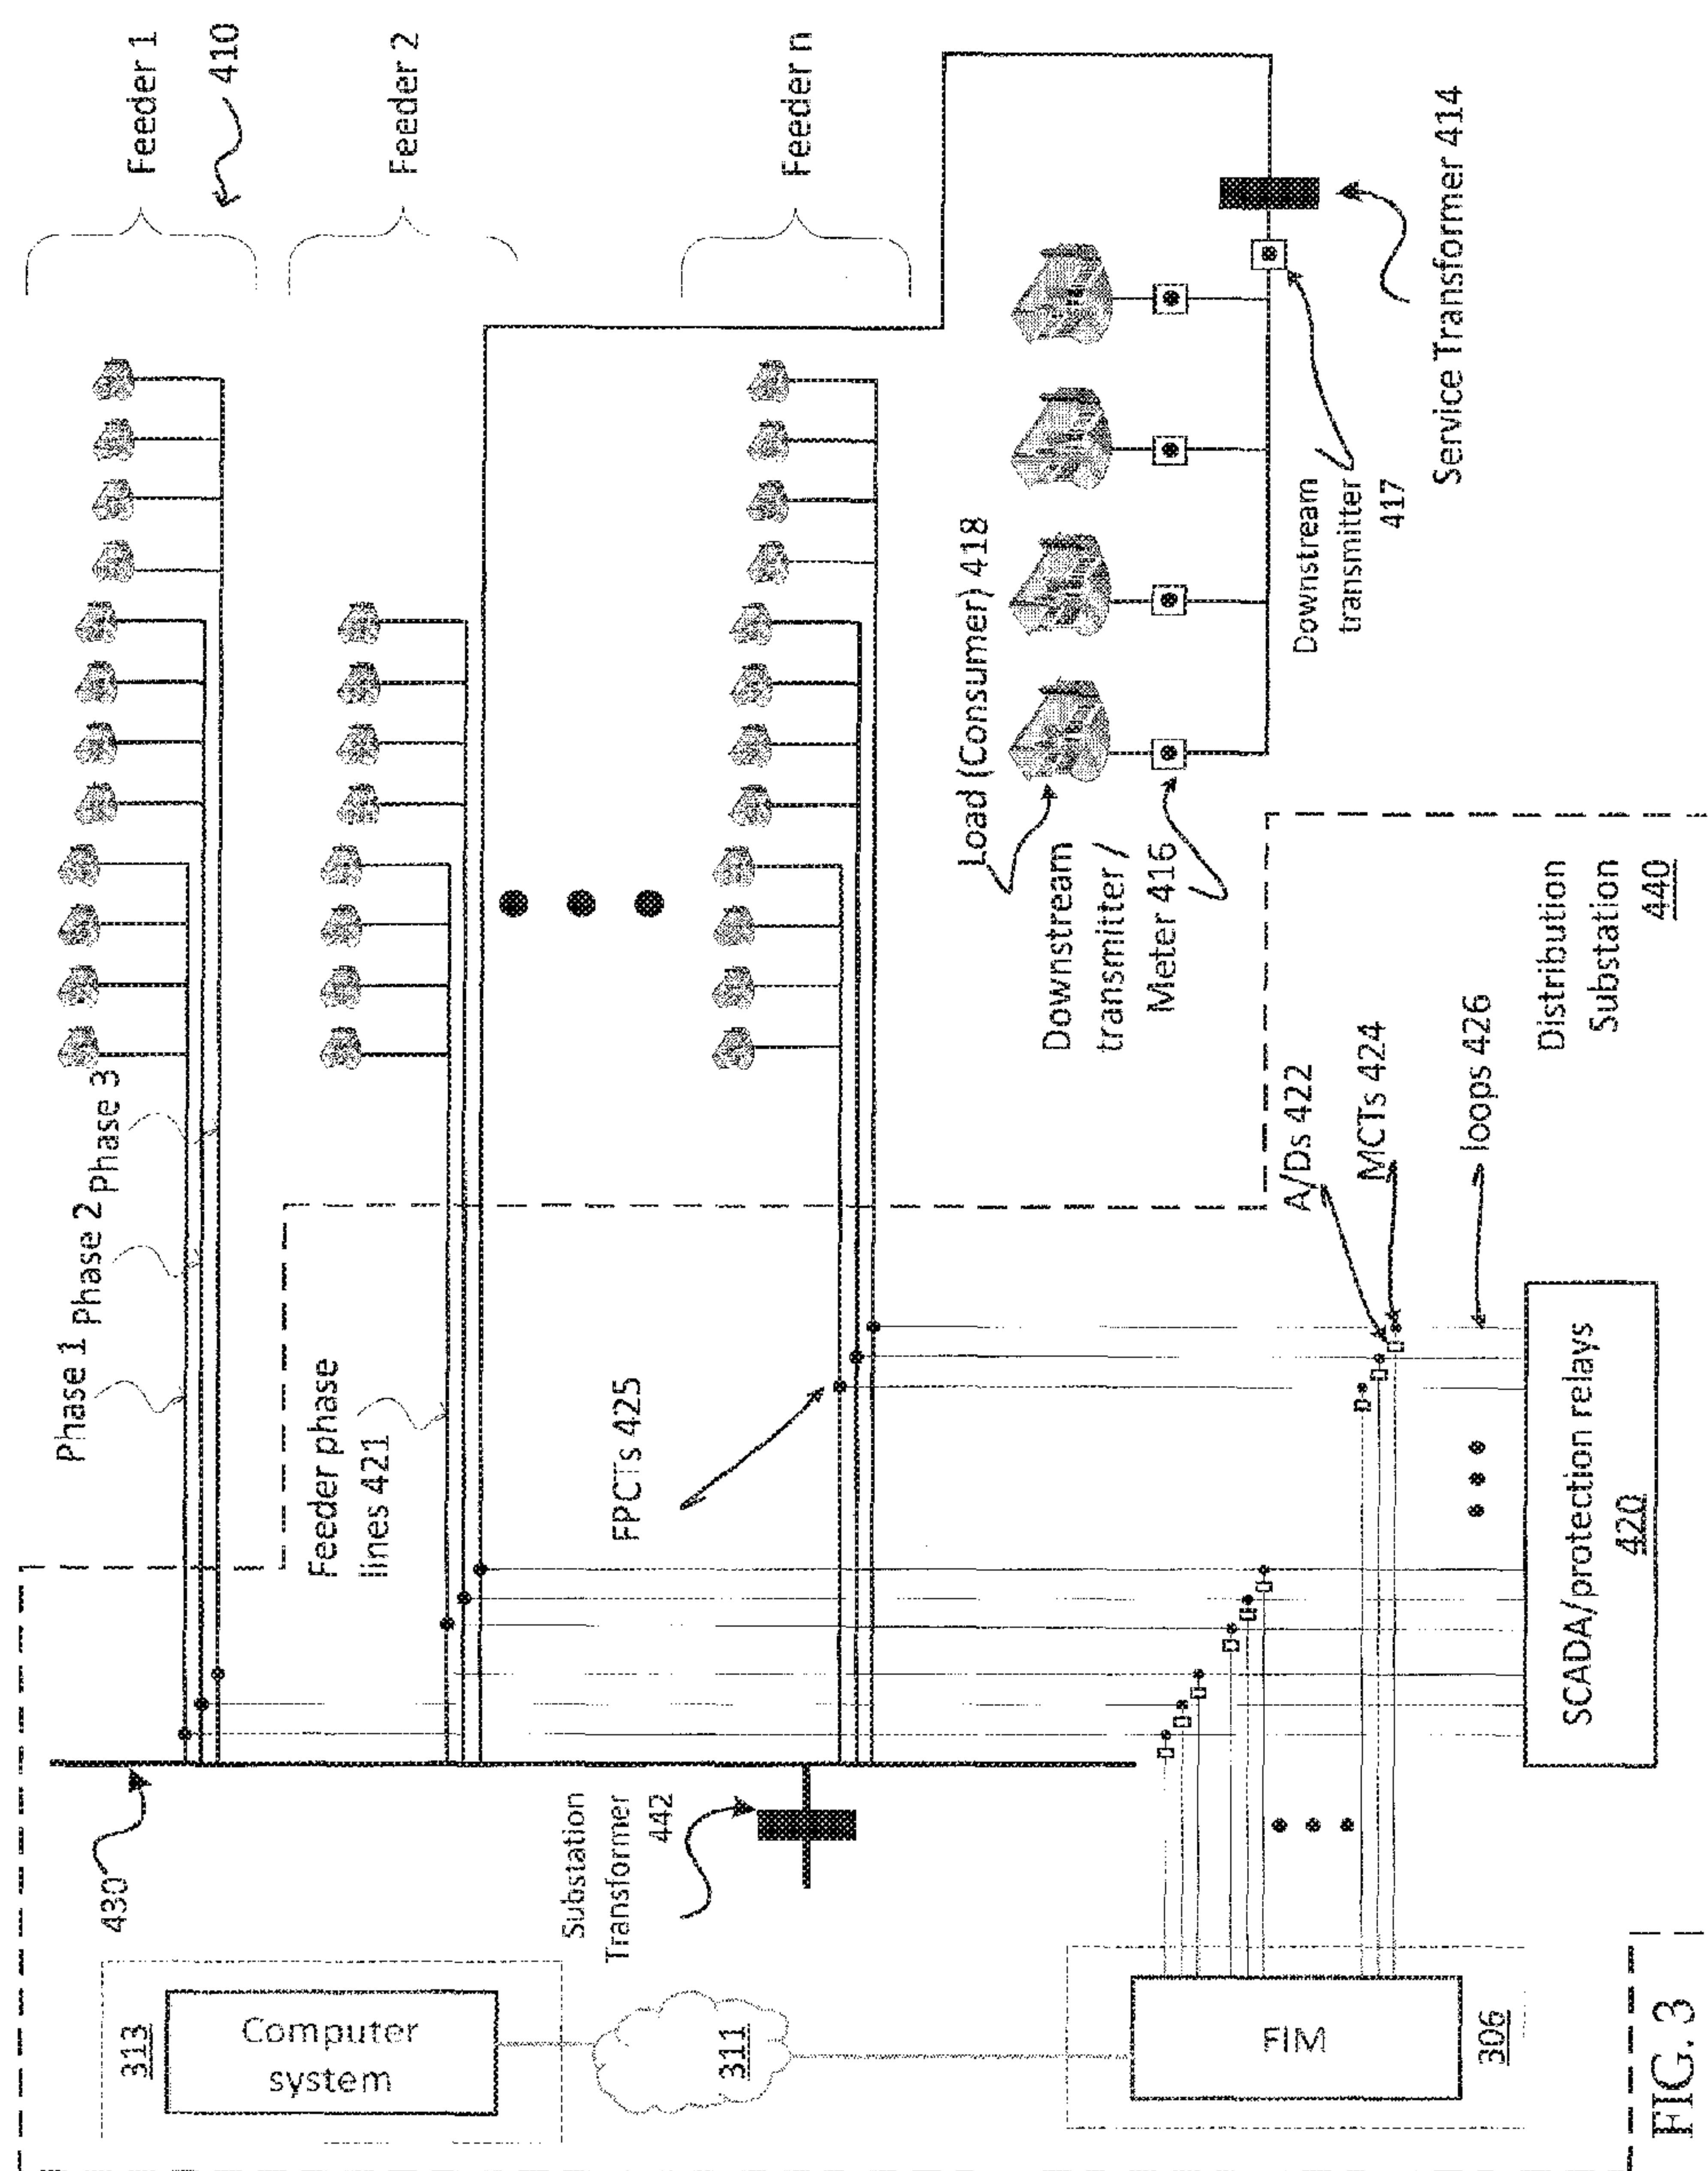 Feeder 1
410
Feeder 2
Feeder n
Phase 1
Phase 2
Phase 3
Feeder phase
lines 421
FPCTs 425
430
Substation
Transformer
442
313
Computer
system
311
FIM
306
Load (Consumer) 418
Downstream
transmitter /
Meter 416
Downstream
transmitter
417
Service Transformer 414
A/Ds 422
MCTs 424
loops 426
Distribution
Substation
440
SCADA/protection relays
420
FIG. 3